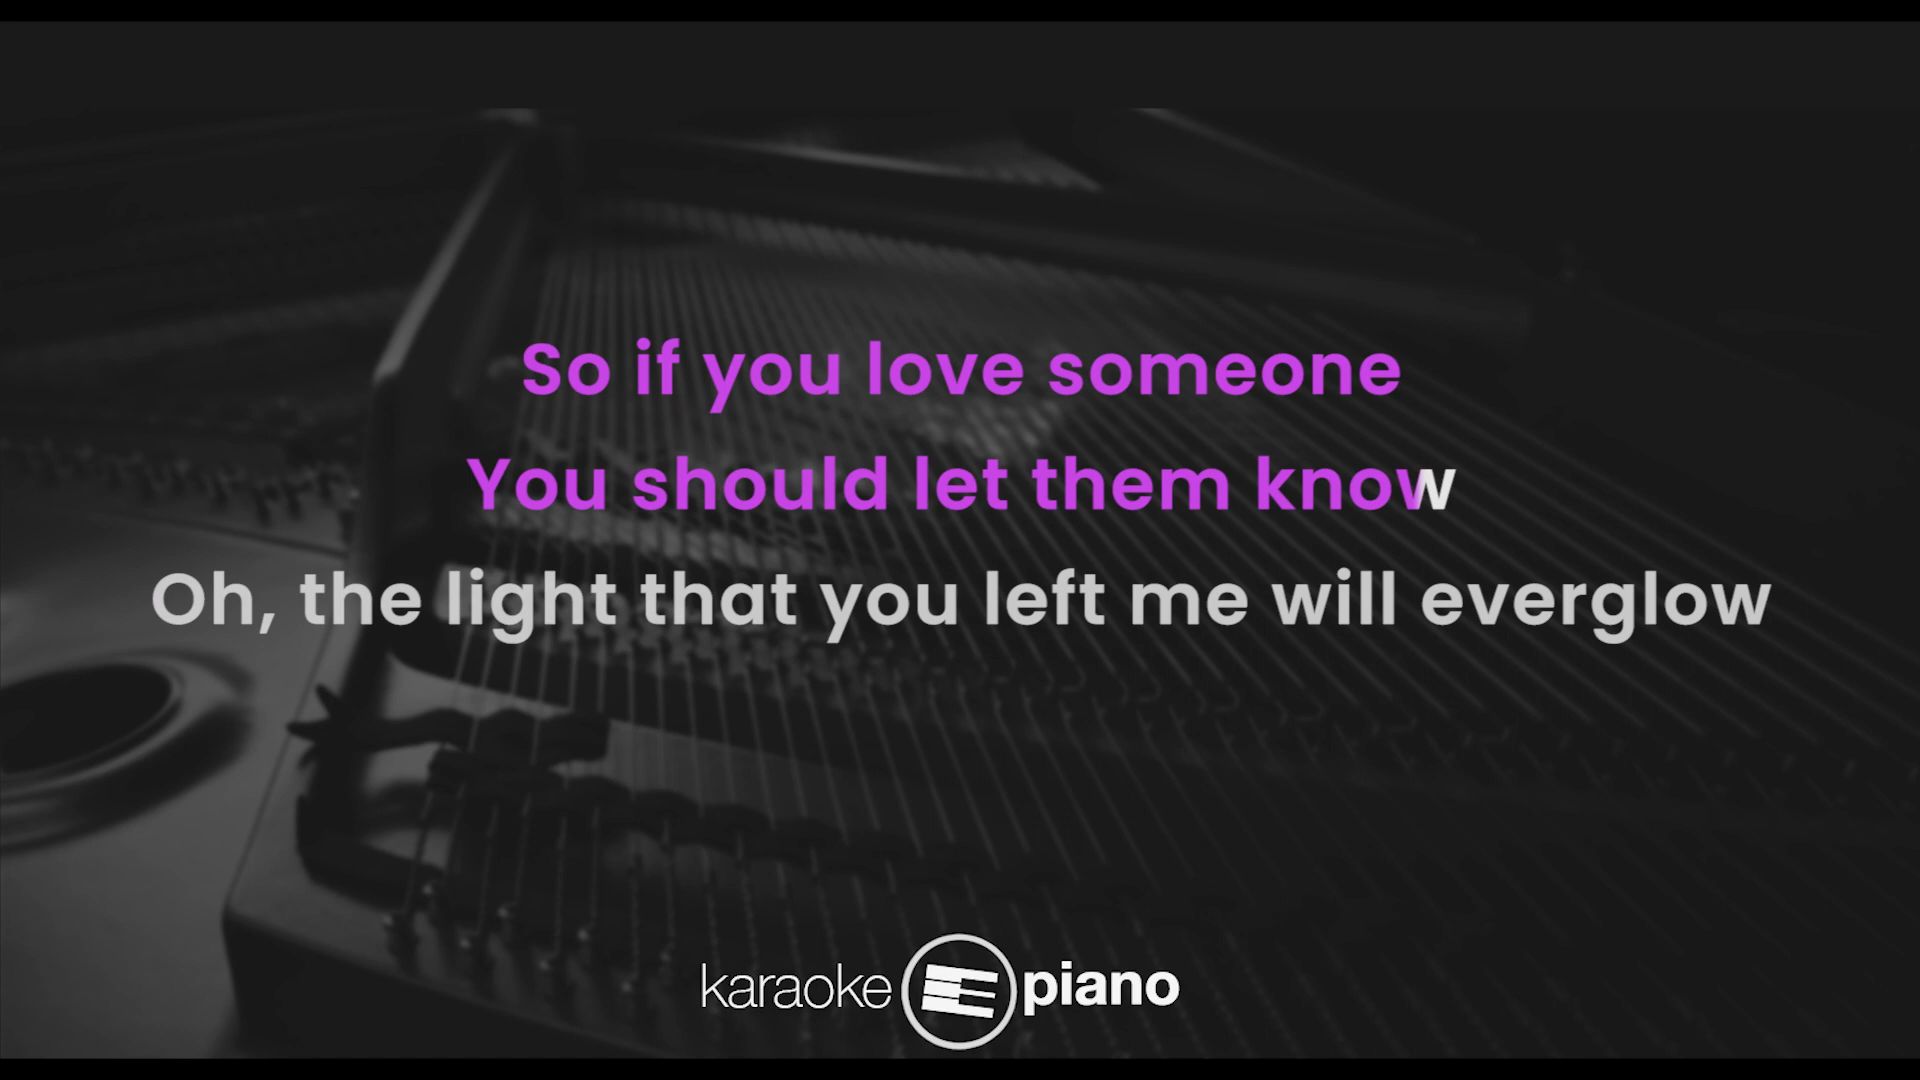 So if you love someone
You should let them know
Oh, the light that you left me will everglow
karaoke piano